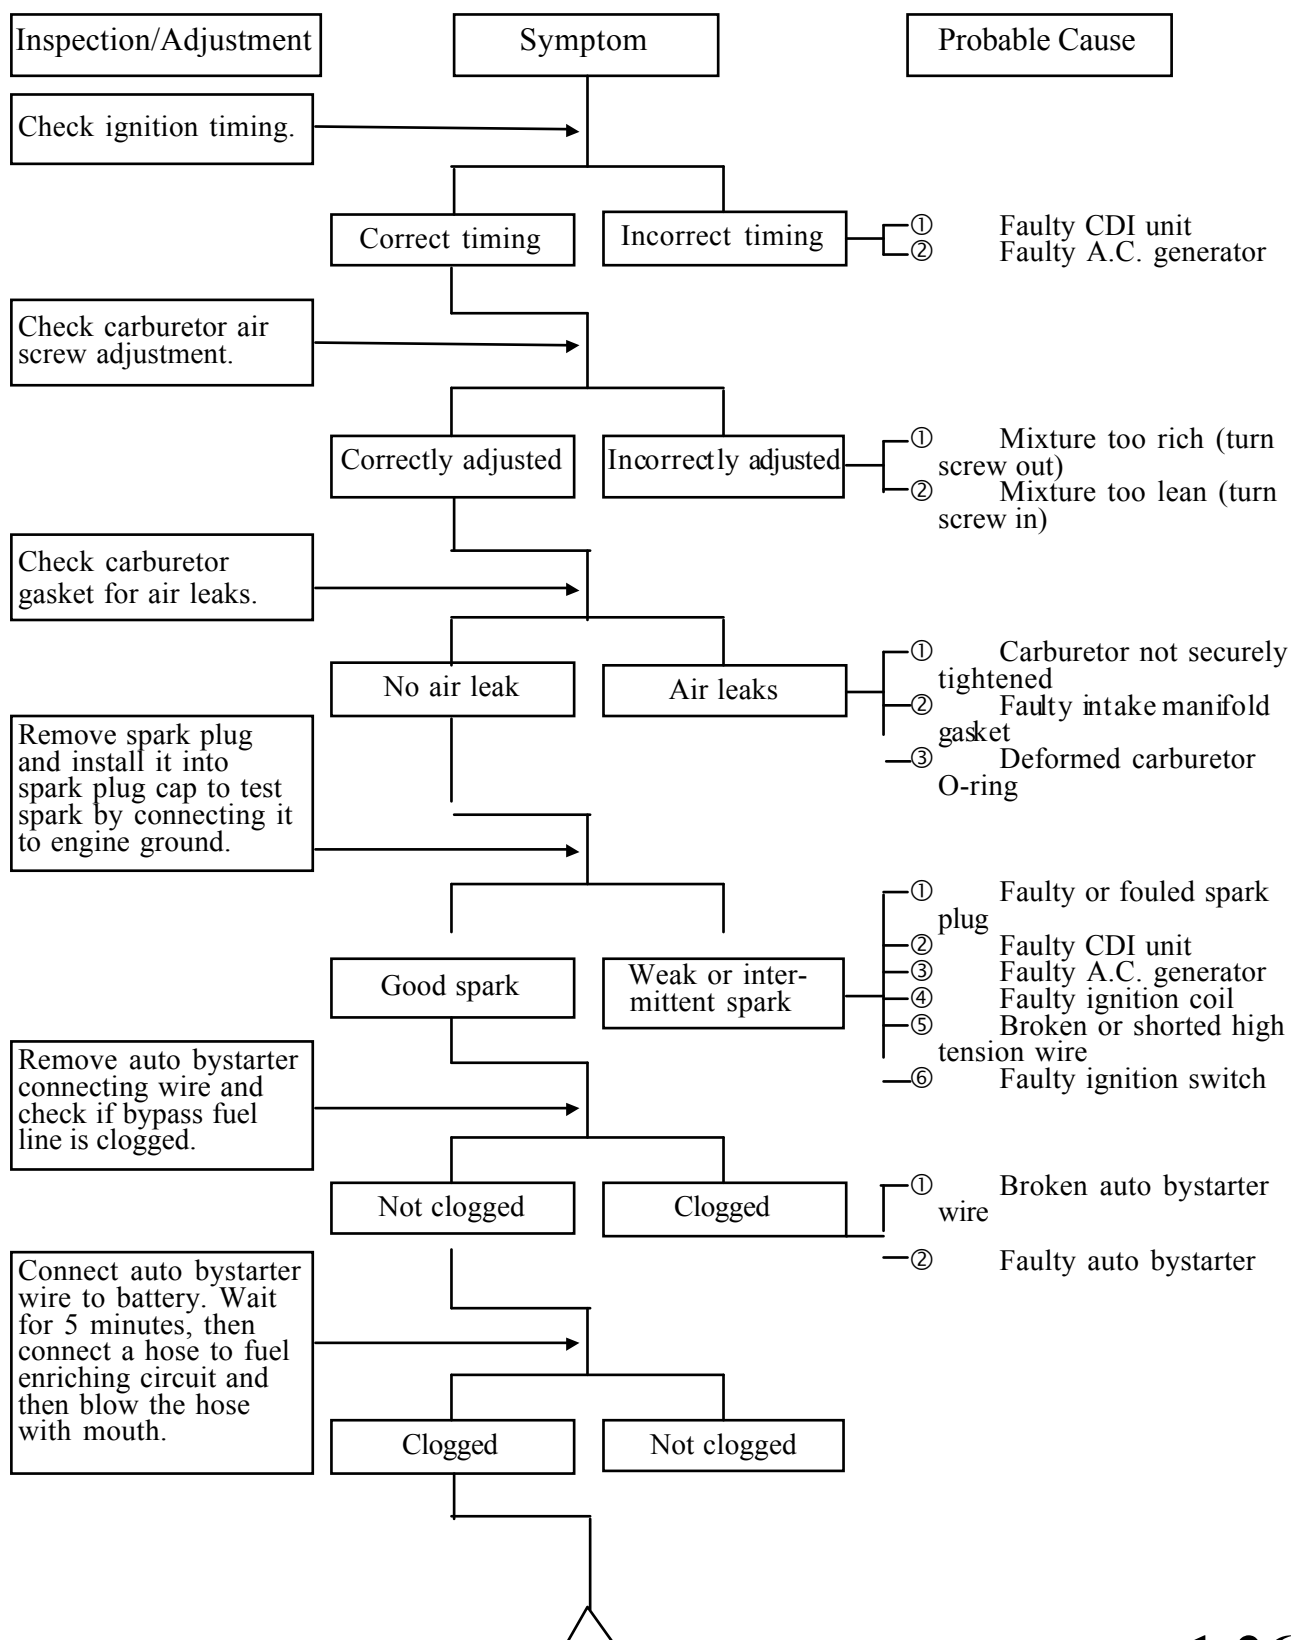 Inspection/Adjustment
Symptom
Probable Cause
Check ignition timing.
Correct timing
Incorrect timing
① Faulty CDI unit
② Faulty A.C. generator
Check carburetor air
screw adjustment.
Correctly adjusted
Incorrectly adjusted
① Mixture too rich (turn
screw out)
② Mixture too lean (turn
screw in)
Check carburetor
gasket for air leaks.
No air leak
Air leaks
① Carburetor not securely
tightened
② Faulty intake manifold
gasket
③ Deformed carburetor
O-ring
Remove spark plug
and install it into
spark plug cap to test
spark by connecting it
to engine ground.
Good spark
Weak or inter-
mittent spark
① Faulty or fouled spark
plug
② Faulty CDI unit
③ Faulty A.C. generator
④ Faulty ignition coil
⑤ Broken or shorted high
tension wire
⑥ Faulty ignition switch
Remove auto bystarter
connecting wire and
check if bypass fuel
line is clogged.
Not clogged
Clogged
① Broken auto bystarter
wire
② Faulty auto bystarter
Connect auto bystarter
wire to battery. Wait
for 5 minutes, then
connect a hose to fuel
enriching circuit and
then blow the hose
with mouth.
Clogged
Not clogged